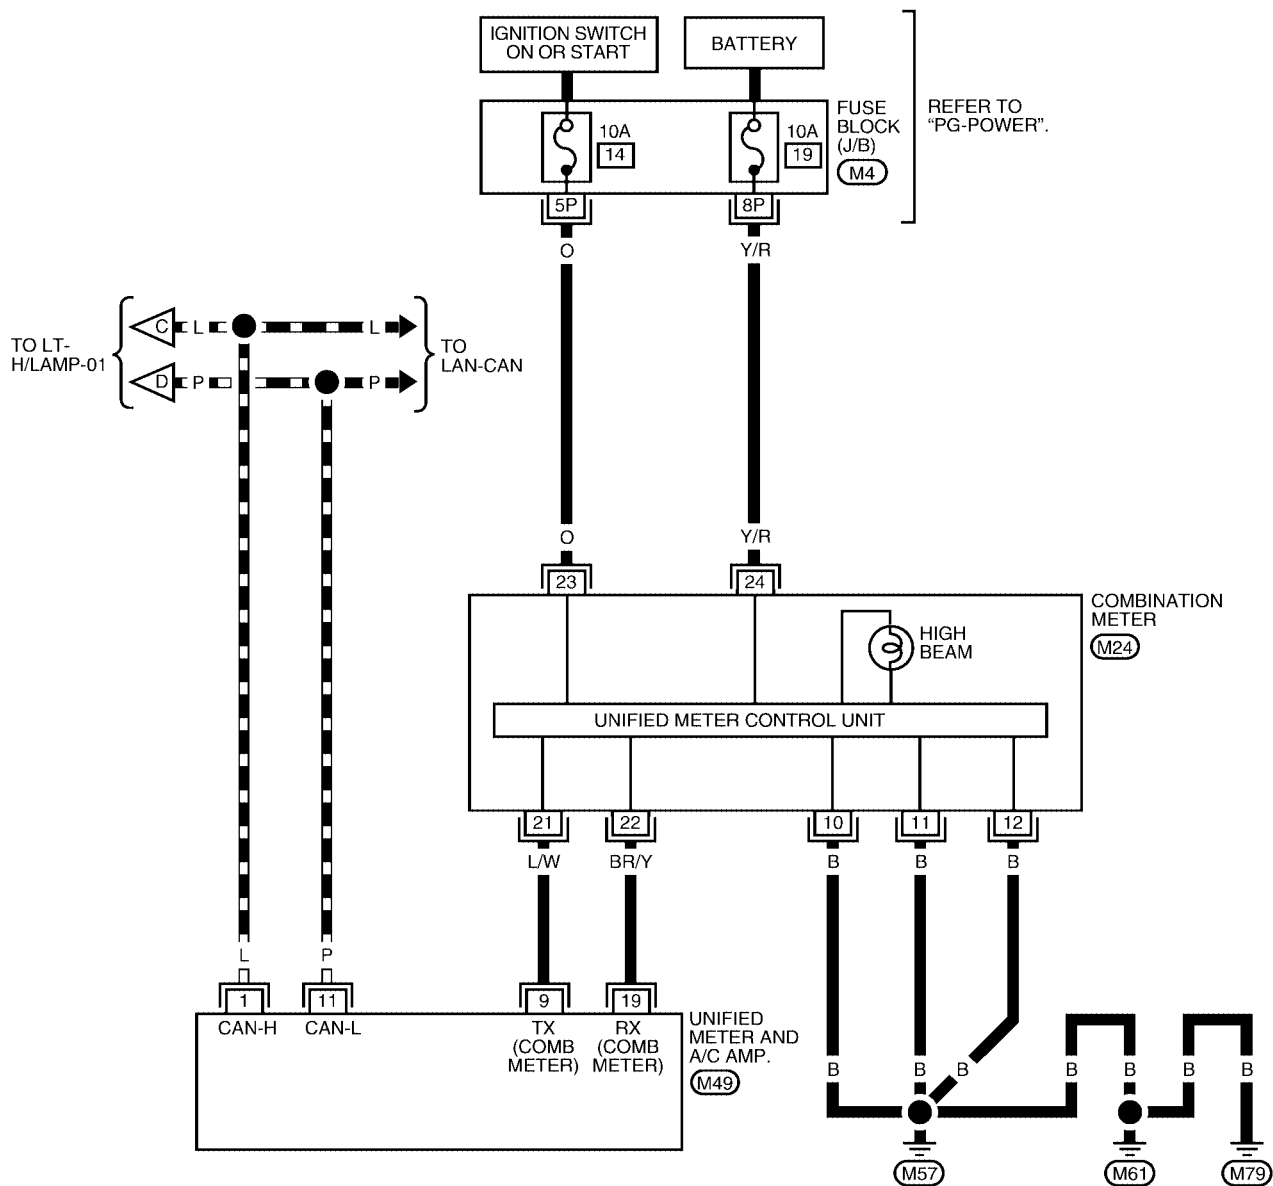 IGNITION SWITCH
ON OR START
BATTERY
FUSE
BLOCK
(J/B)
M4
REFER TO
“PG-POWER”.
10A
14
10A
19
5P
8P
O
Y/R
TO LT-
H/LAMP-01
C
L
L
D
P
P
TO
LAN-CAN
O
Y/R
23
24
COMBINATION
METER
M24
HIGH
BEAM
UNIFIED METER CONTROL UNIT
21
22
10
11
12
L/W
BR/Y
B
B
B
L
P
1
11
9
19
CAN-H
CAN-L
TX
(COMB
METER)
RX
(COMB
METER)
UNIFIED
METER AND
A/C AMP.
M49
B
B
B
B
B
B
B
M57
M61
M79